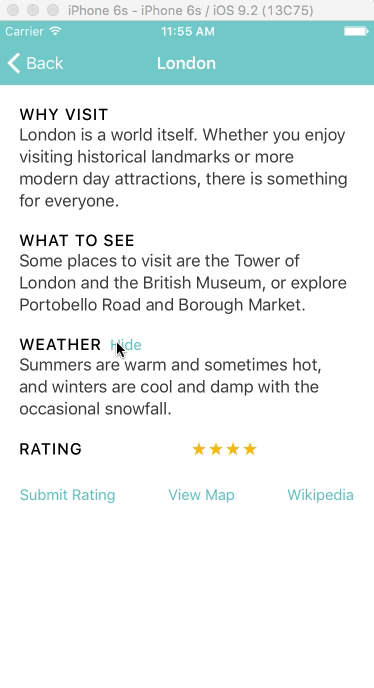 iPhone 6s - iPhone 6s / iOS 9.2 (13C75)
Carrier 11:55 AM
Back London
WHY VISIT
London is a world itself. Whether you enjoy
visiting historical landmarks or more
modern day attractions, there is something
for everyone.
WHAT TO SEE
Some places to visit are the Tower of
London and the British Museum, or explore
Portobello Road and Borough Market.
WEATHER Hide
Summers are warm and sometimes hot,
and winters are cool and damp with the
occasional snowfall.
RATING ★★★★
Submit Rating View Map Wikipedia